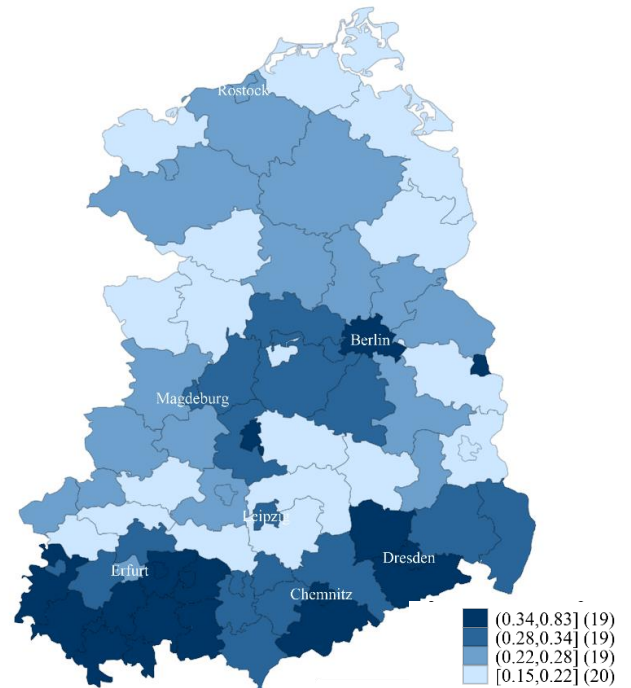 Rostock
Berlin
Magdeburg
Leipzig
Dresden
Erfurt
Chemnitz
(0.34,0.83] (19)
(0.28,0.34] (19)
(0.22,0.28] (19)
[0.15,0.22] (20)